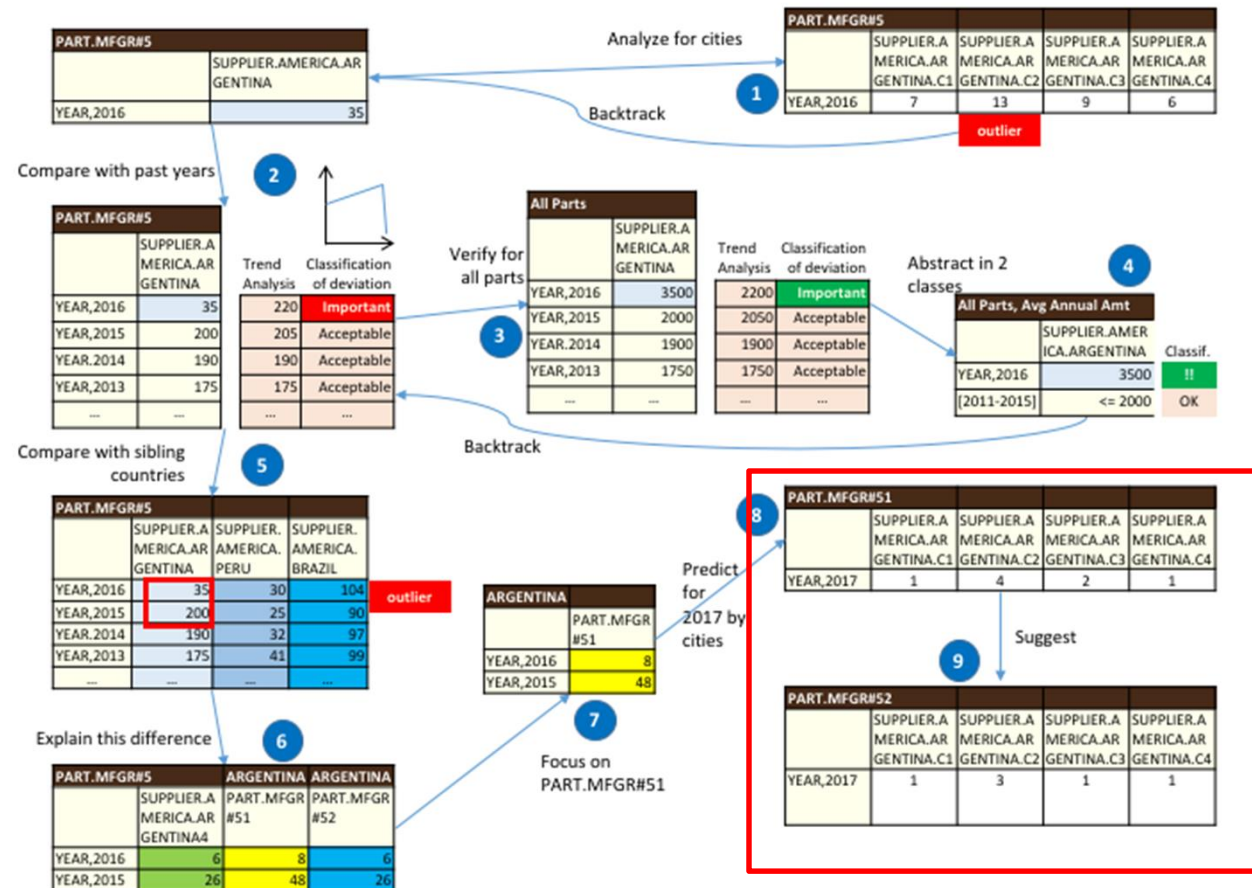 PART.MFGR#5
SUPPLIER.AMERICA.AR
GENTINA
YEAR,2016 35
Analyze for cities
Backtrack
1
PART.MFGR#5
SUPPLIER.A SUPPLIER.A SUPPLIER.A SUPPLIER.A
MERICA.AR MERICA.AR MERICA.AR MERICA.AR
GENTINA.C1 GENTINA.C2 GENTINA.C3 GENTINA.C4
YEAR,2016 7 13 9 6
outlier
Compare with past years
2
PART.MFGR#5
SUPPLIER.A
MERICA.AR
GENTINA
YEAR,2016 35
YEAR,2015 200
YEAR.2014 190
YEAR,2013 175
... ...
Trend Classification
Analysis of deviation
220 Important
205 Acceptable
190 Acceptable
175 Acceptable
... ...
Verify for
all parts
3
All Parts
SUPPLIER.A
MERICA.AR
GENTINA
YEAR,2016 3500
YEAR,2015 2000
YEAR.2014 1900
YEAR,2013 1750
... ...
Trend Classification
Analysis of deviation
2200 Important
2050 Acceptable
1900 Acceptable
1750 Acceptable
... ...
Abstract in 2
classes
4
All Parts, Avg Annual Amt
SUPPLIER.AMER
ICA.ARGENTINA Classif.
YEAR,2016 3500 !!
[2011-2015] <= 2000 OK
Backtrack
Compare with sibling
countries
5
PART.MFGR#5
SUPPLIER.A SUPPLIER. SUPPLIER.
MERICA.AR AMERICA. AMERICA.
GENTINA PERU BRAZIL
YEAR,2016 35 30 104 outlier
YEAR,2015 200 25 90
YEAR.2014 190 32 97
YEAR,2013 175 41 99
... ... ...
Explain this difference
6
PART.MFGR#5 ARGENTINA ARGENTINA
SUPPLIER.A PART.MFGR PART.MFGR
MERICA.AR #51 #52
GENTINA4
YEAR,2016 6 8 6
YEAR,2015 26 48 26
ARGENTINA
PART.MFGR
#51
YEAR,2016 8
YEAR,2015 48
7
Focus on
PART.MFGR#51
Predict
for
2017 by
cities
8
PART.MFGR#51
SUPPLIER.A SUPPLIER.A SUPPLIER.A SUPPLIER.A
MERICA.AR MERICA.AR MERICA.AR MERICA.AR
GENTINA.C1 GENTINA.C2 GENTINA.C3 GENTINA.C4
YEAR,2017 1 4 2 1
Suggest
9
PART.MFGR#52
SUPPLIER.A SUPPLIER.A SUPPLIER.A SUPPLIER.A
MERICA.AR MERICA.AR MERICA.AR MERICA.AR
GENTINA.C1 GENTINA.C2 GENTINA.C3 GENTINA.C4
YEAR,2017 1 3 1 1